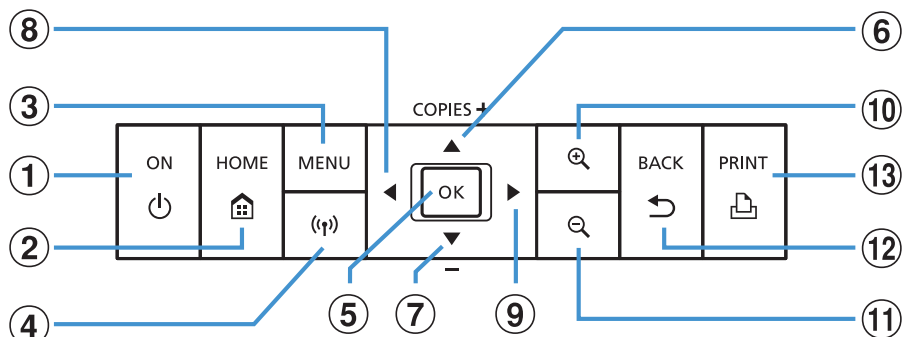 ⑧ ⑥
③ COPIES + ⑩
① ON HOME MENU OK BACK PRINT ⑬
② − ⑫
④ ⑤ ⑦ ⑨ ⑪